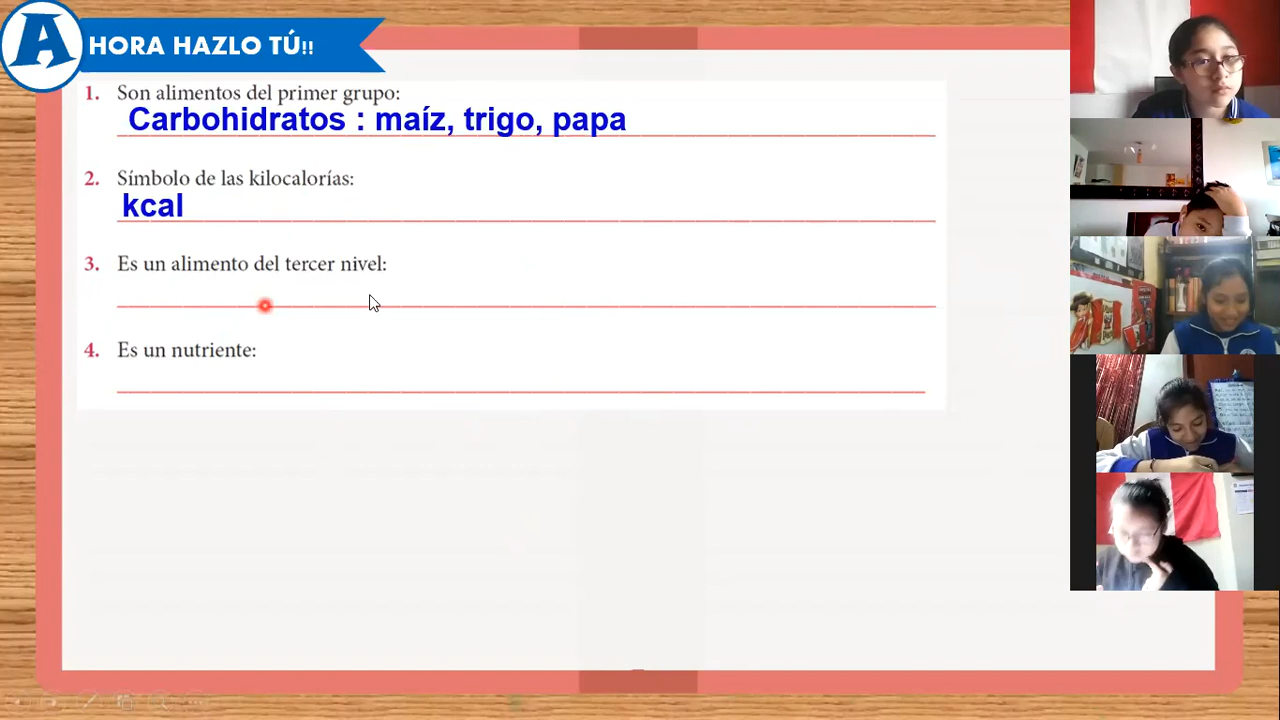 AHORA HAZLO TÚ!!
1. Son alimentos del primer grupo:
Carbohidratos : maíz, trigo, papa
2. Símbolo de las kilocalorías:
kcal
3. Es un alimento del tercer nivel:
4. Es un nutriente: